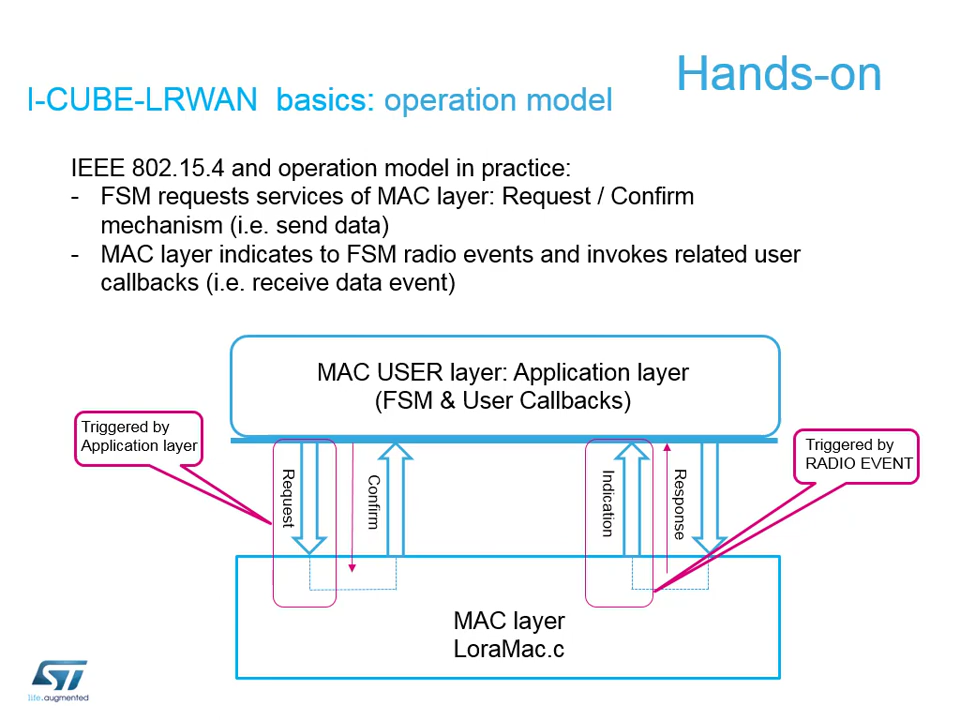 Hands-on
I-CUBE-LRWAN basics: operation model
IEEE 802.15.4 and operation model in practice:
- FSM requests services of MAC layer: Request / Confirm
mechanism (i.e. send data)
- MAC layer indicates to FSM radio events and invokes related user
callbacks (i.e. receive data event)
MAC USER layer: Application layer
(FSM & User Callbacks)
Triggered by
Application layer
Triggered by
RADIO EVENT
Request
Confirm
Indication
Response
MAC layer
LoraMac.c
ST
life.augmented